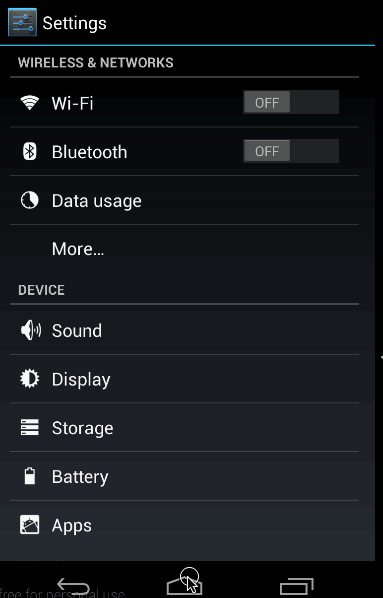 Settings
WIRELESS & NETWORKS
Wi-Fi OFF
Bluetooth OFF
Data usage
More...
DEVICE
Sound
Display
Storage
Battery
Apps
free for personal use